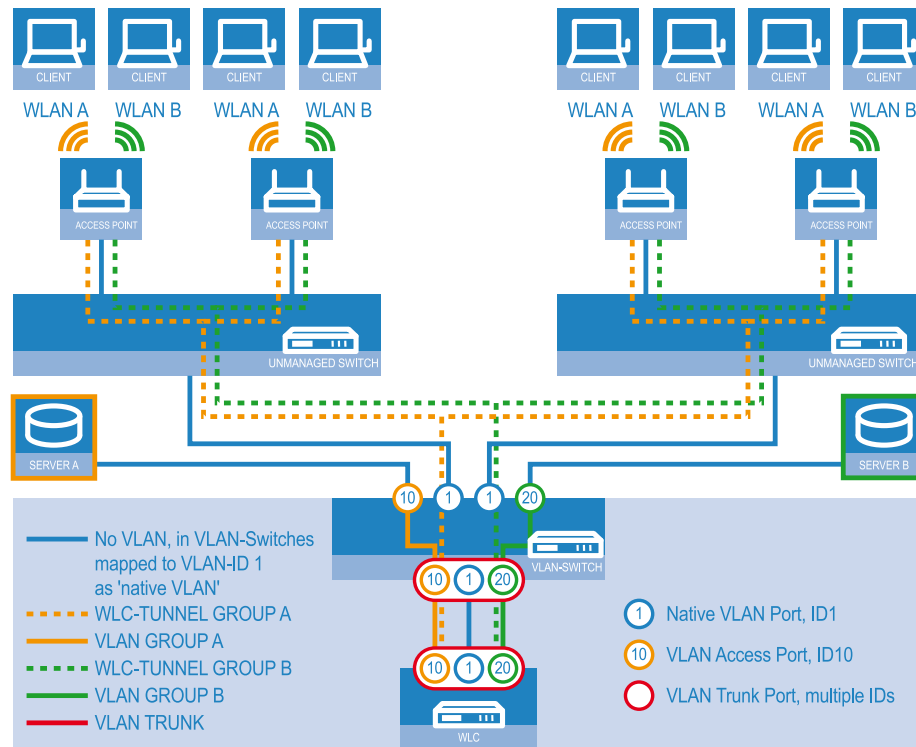 CLIENT
CLIENT
CLIENT
CLIENT
CLIENT
CLIENT
CLIENT
CLIENT
WLAN A
WLAN B
WLAN A
WLAN B
WLAN A
WLAN B
WLAN A
WLAN B
ACCESS POINT
ACCESS POINT
ACCESS POINT
ACCESS POINT
UNMANAGED SWITCH
UNMANAGED SWITCH
SERVER A
SERVER B
10
1
1
20
VLAN-SWITCH
10
1
20
10
1
20
WLC
No VLAN, in VLAN-Switches
mapped to VLAN-ID 1
as 'native VLAN'
WLC-TUNNEL GROUP A
VLAN GROUP A
WLC-TUNNEL GROUP B
VLAN GROUP B
VLAN TRUNK
1 Native VLAN Port, ID1
10 VLAN Access Port, ID10
VLAN Trunk Port, multiple IDs